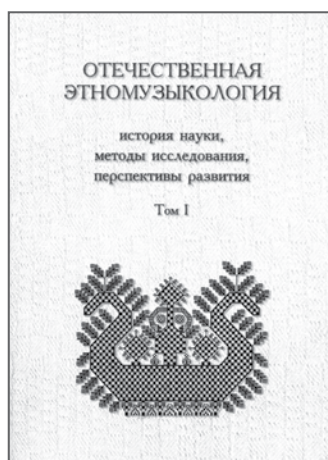 ОТЕЧЕСТВЕННАЯ
ЭТНОМУЗЫКОЛОГИЯ
история науки,
методы исследования,
перспективы развития
Том I